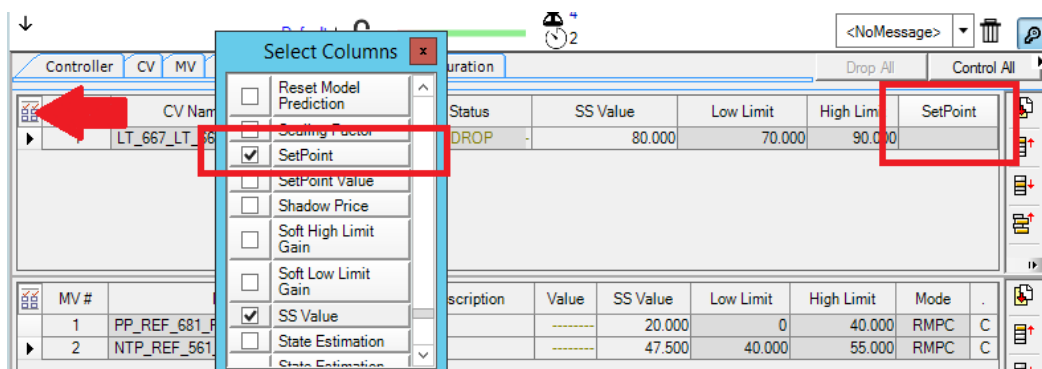 4
2
<NoMessage>
Select Columns x
Controller CV MV uration Drop All Control All
Reset Model
Prediction
CV Nam Status SS Value Low Limit High Limit SetPoint
Scaling Factor
LT_667_LT_ DROP - 80.000 70.000 90.000
SetPoint
SetPoint Value
Shadow Price
Soft High Limit
Gain
Soft Low Limit
Gain
MV # scription Value SS Value Low Limit High Limit Mode .
SS Value
1 PP_REF_681_F -------- 20.000 0 40.000 RMPC C
State Estimation
2 NTP_REF_561_ -------- 47.500 40.000 55.000 RMPC C
State Estimation